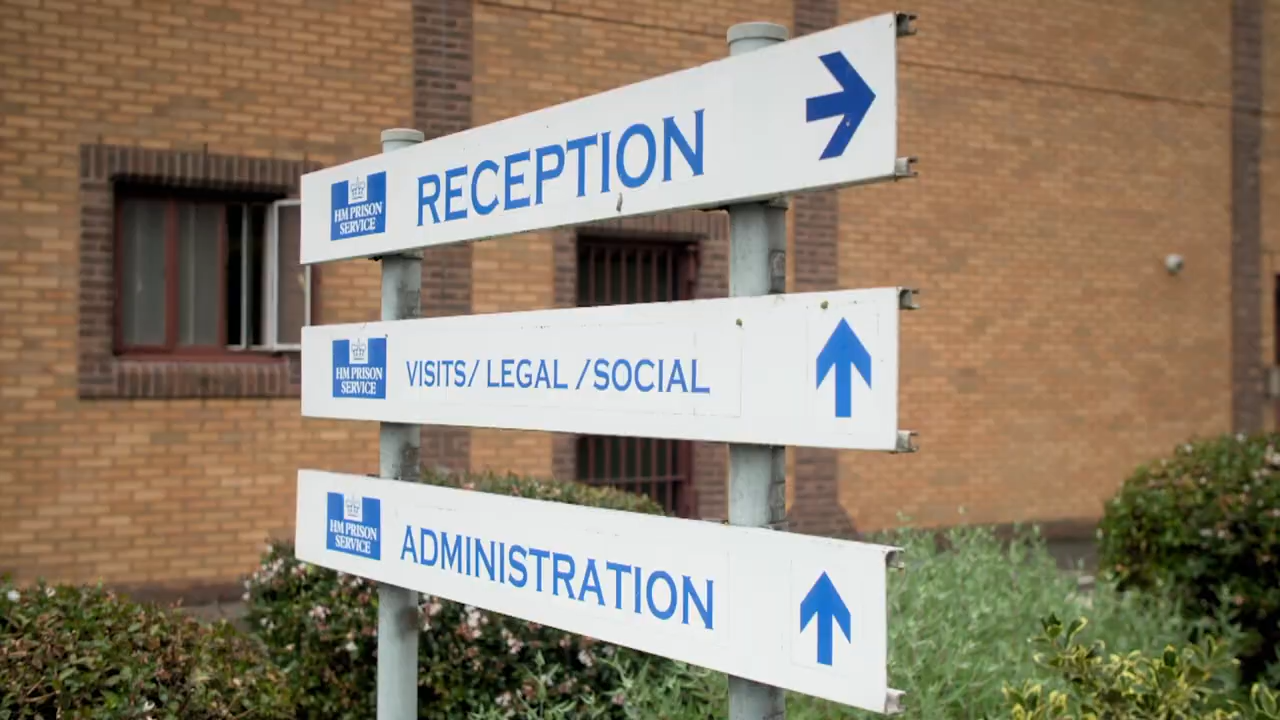 HM PRISON
SERVICE
RECEPTION
HM PRISON
SERVICE
VISITS/ LEGAL /SOCIAL
HM PRISON
SERVICE
ADMINISTRATION